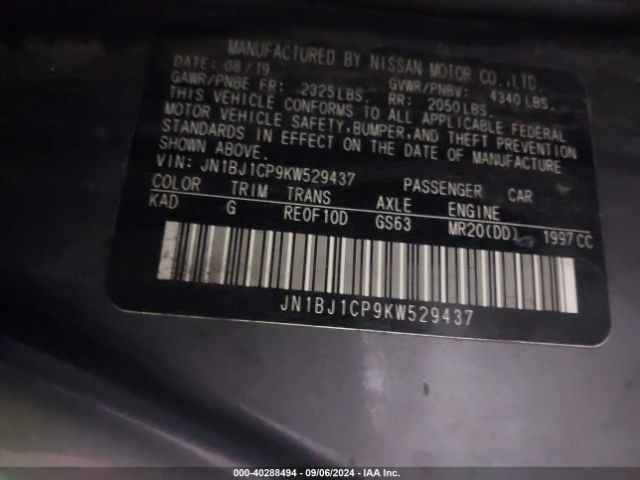 MANUFACTURED BY NISSAN MOTOR CO.,LTD.
DATE: 08/19 GVWR/PNBV: 4340LBS.
GAWR/PNBE FR: 2325LBS. RR: 2050LBS.
THIS VEHICLE CONFORMS TO ALL APPLICABLE FEDERAL
MOTOR VEHICLE SAFETY,BUMPER,AND THEFT PREVENTION
STANDARDS IN EFFECT ON THE DATE OF MANUFACTURE
SHOWN ABOVE.
VIN: JN1BJ1CP9KW529437 PASSENGER CAR
COLOR TRIM TRANS AXLE ENGINE
KAD G RE0F10D GS63 MR20(DD) 1997CC
JN1BJ1CP9KW529437
000-40288494 - 09/06/2024 - IAA Inc.